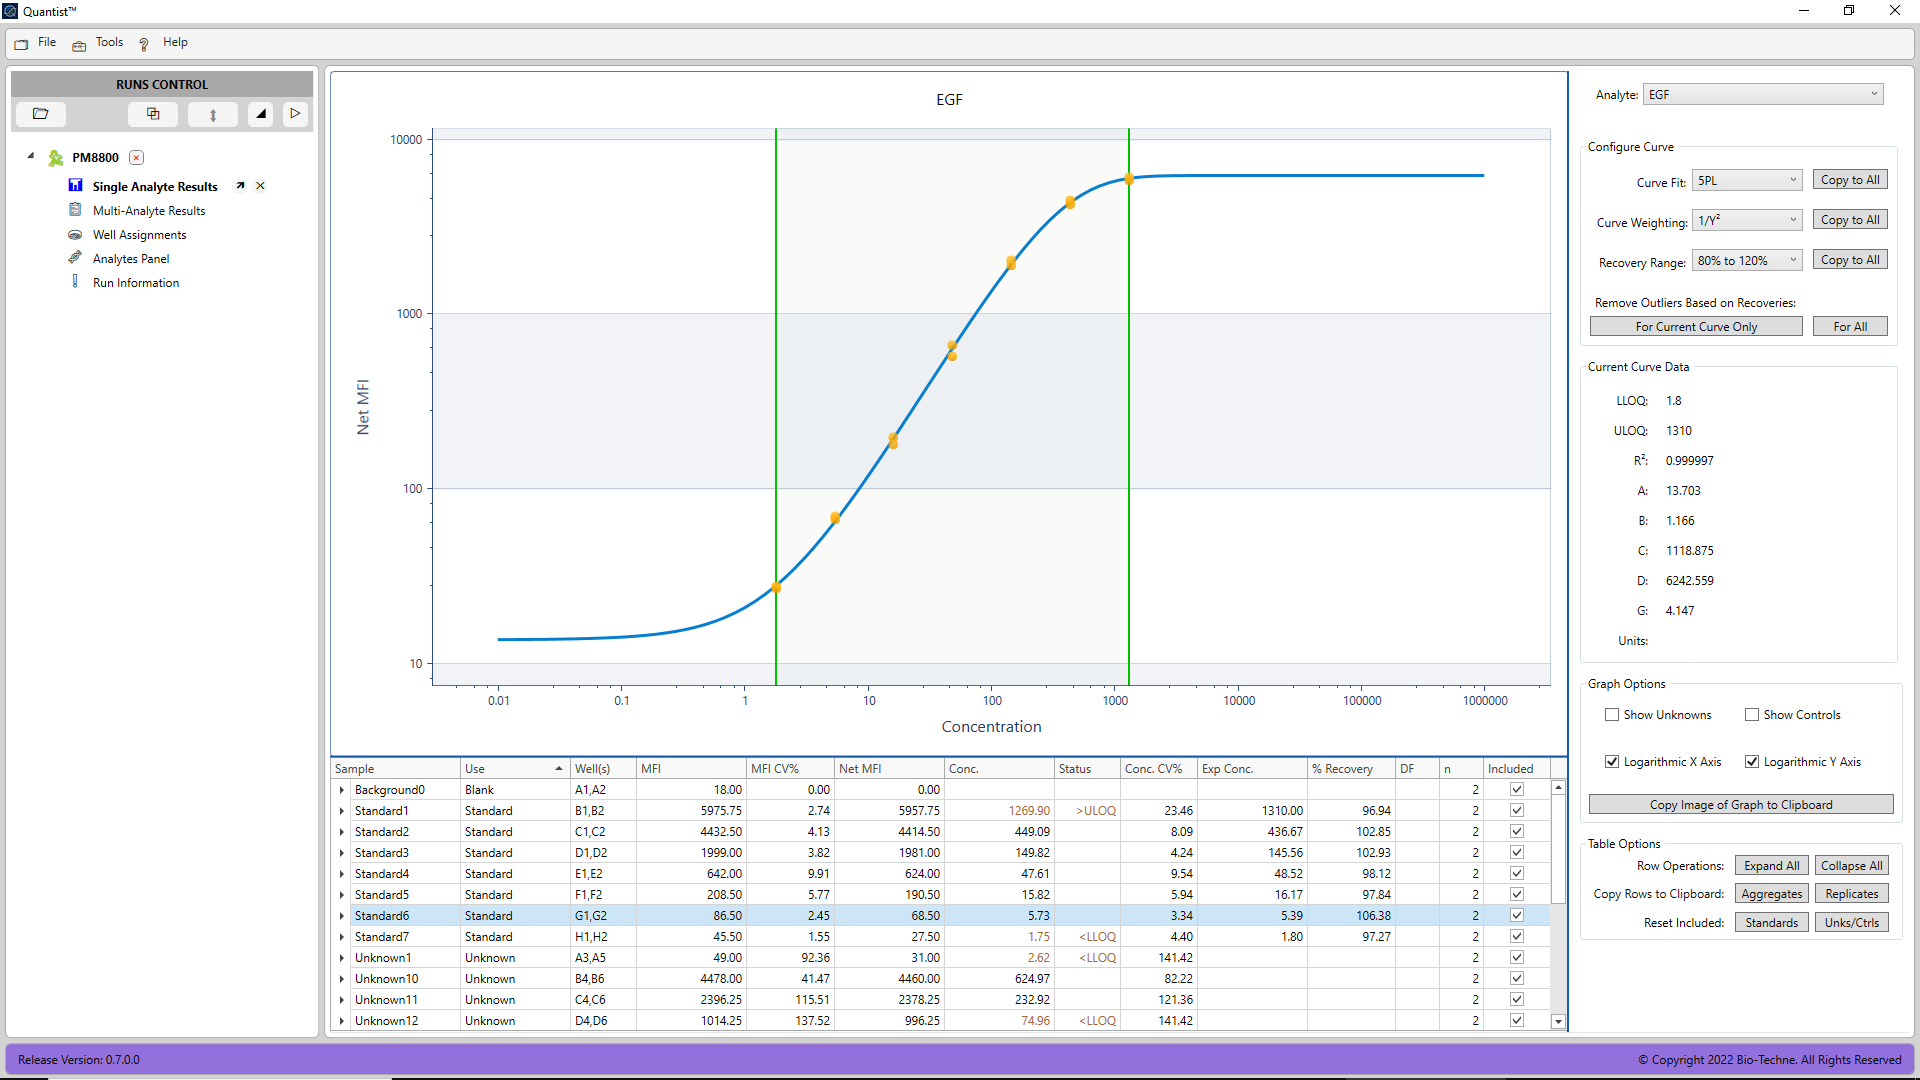 Quantist™
File Tools Help
RUNS CONTROL
PM8800
Single Analyte Results
Multi-Analyte Results
Well Assignments
Analytes Panel
Run Information
EGF
10000
1000
100
10
Net MFI
0.01 0.1 1 10 100 1000 10000 100000 1000000
Concentration
Sample Use Well(s) MFI MFI CV% Net MFI Conc. Status Conc. CV% Exp Conc. % Recovery DF n Included
Background0 Blank A1,A2 18.00 0.00 0.00 2
Standard1 Standard B1,B2 5975.75 2.74 5957.75 1269.90 >ULOQ 23.46 1310.00 96.94 2
Standard2 Standard C1,C2 4432.50 4.13 4414.50 449.09 8.09 436.67 102.85 2
Standard3 Standard D1,D2 1999.00 3.82 1981.00 149.82 4.24 145.56 102.93 2
Standard4 Standard E1,E2 642.00 9.91 624.00 47.61 9.54 48.52 98.12 2
Standard5 Standard F1,F2 208.50 5.77 190.50 15.82 5.94 16.17 97.84 2
Standard6 Standard G1,G2 86.50 2.45 68.50 5.73 3.34 5.39 106.38 2
Standard7 Standard H1,H2 45.50 1.55 27.50 1.75 <LLOQ 4.40 1.80 97.27 2
Unknown1 Unknown A3,A5 49.00 92.36 31.00 2.62 <LLOQ 141.42 2
Unknown10 Unknown B4,B6 4478.00 41.47 4460.00 624.97 82.22 2
Unknown11 Unknown C4,C6 2396.25 115.51 2378.25 232.92 121.36 2
Unknown12 Unknown D4,D6 1014.25 137.52 996.25 74.96 <LLOQ 141.42 2
Analyte: EGF
Configure Curve
Curve Fit: 5PL Copy to All
Curve Weighting: 1/Y² Copy to All
Recovery Range: 80% to 120% Copy to All
Remove Outliers Based on Recoveries:
For Current Curve Only For All
Current Curve Data
LLOQ: 1.8
ULOQ: 1310
R²: 0.999997
A: 13.703
B: 1.166
C: 1118.875
D: 6242.559
G: 4.147
Units:
Graph Options
Show Unknowns Show Controls
Logarithmic X Axis Logarithmic Y Axis
Copy Image of Graph to Clipboard
Table Options
Row Operations: Expand All Collapse All
Copy Rows to Clipboard: Aggregates Replicates
Reset Included: Standards Unks/Ctrls
Release Version: 0.7.0.0
© Copyright 2022 Bio-Techne. All Rights Reserved